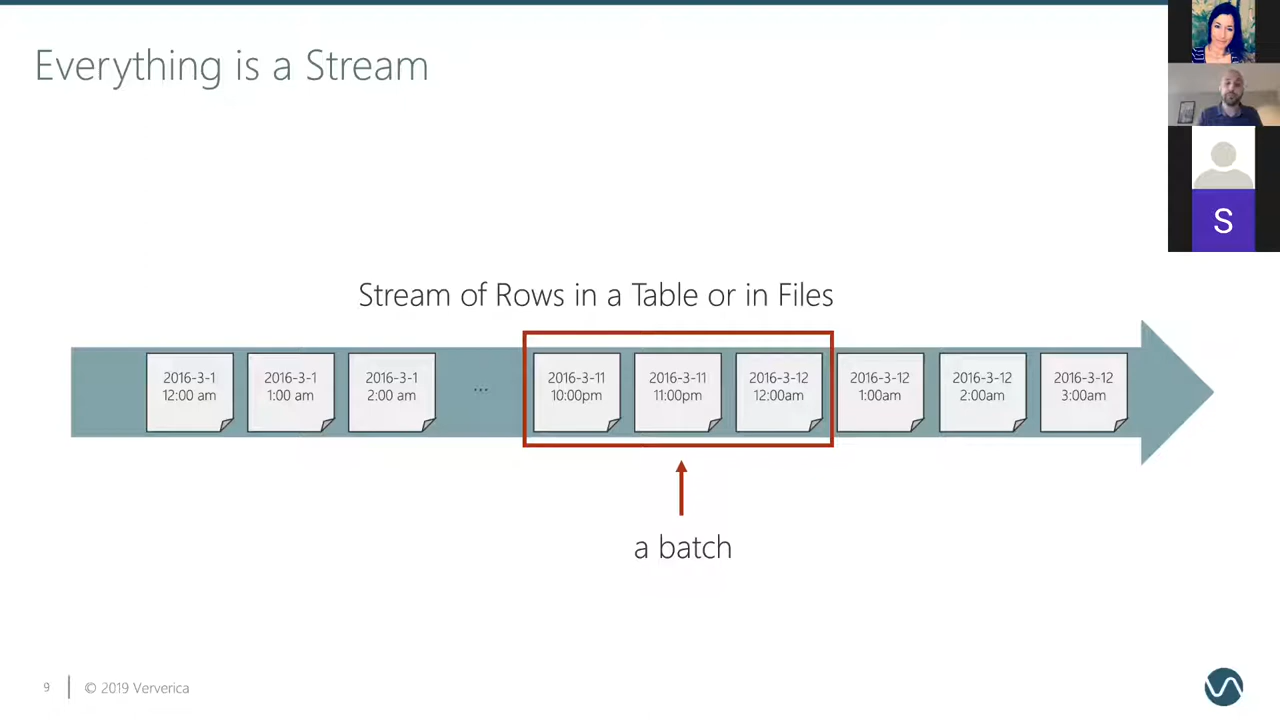 Everything is a Stream
S
Stream of Rows in a Table or in Files
2016-3-1
12:00 am
2016-3-1
1:00 am
2016-3-1
2:00 am
...
2016-3-11
10:00pm
2016-3-11
11:00pm
2016-3-12
12:00am
2016-3-12
1:00am
2016-3-12
2:00am
2016-3-12
3:00am
a batch
9
© 2019 Ververica